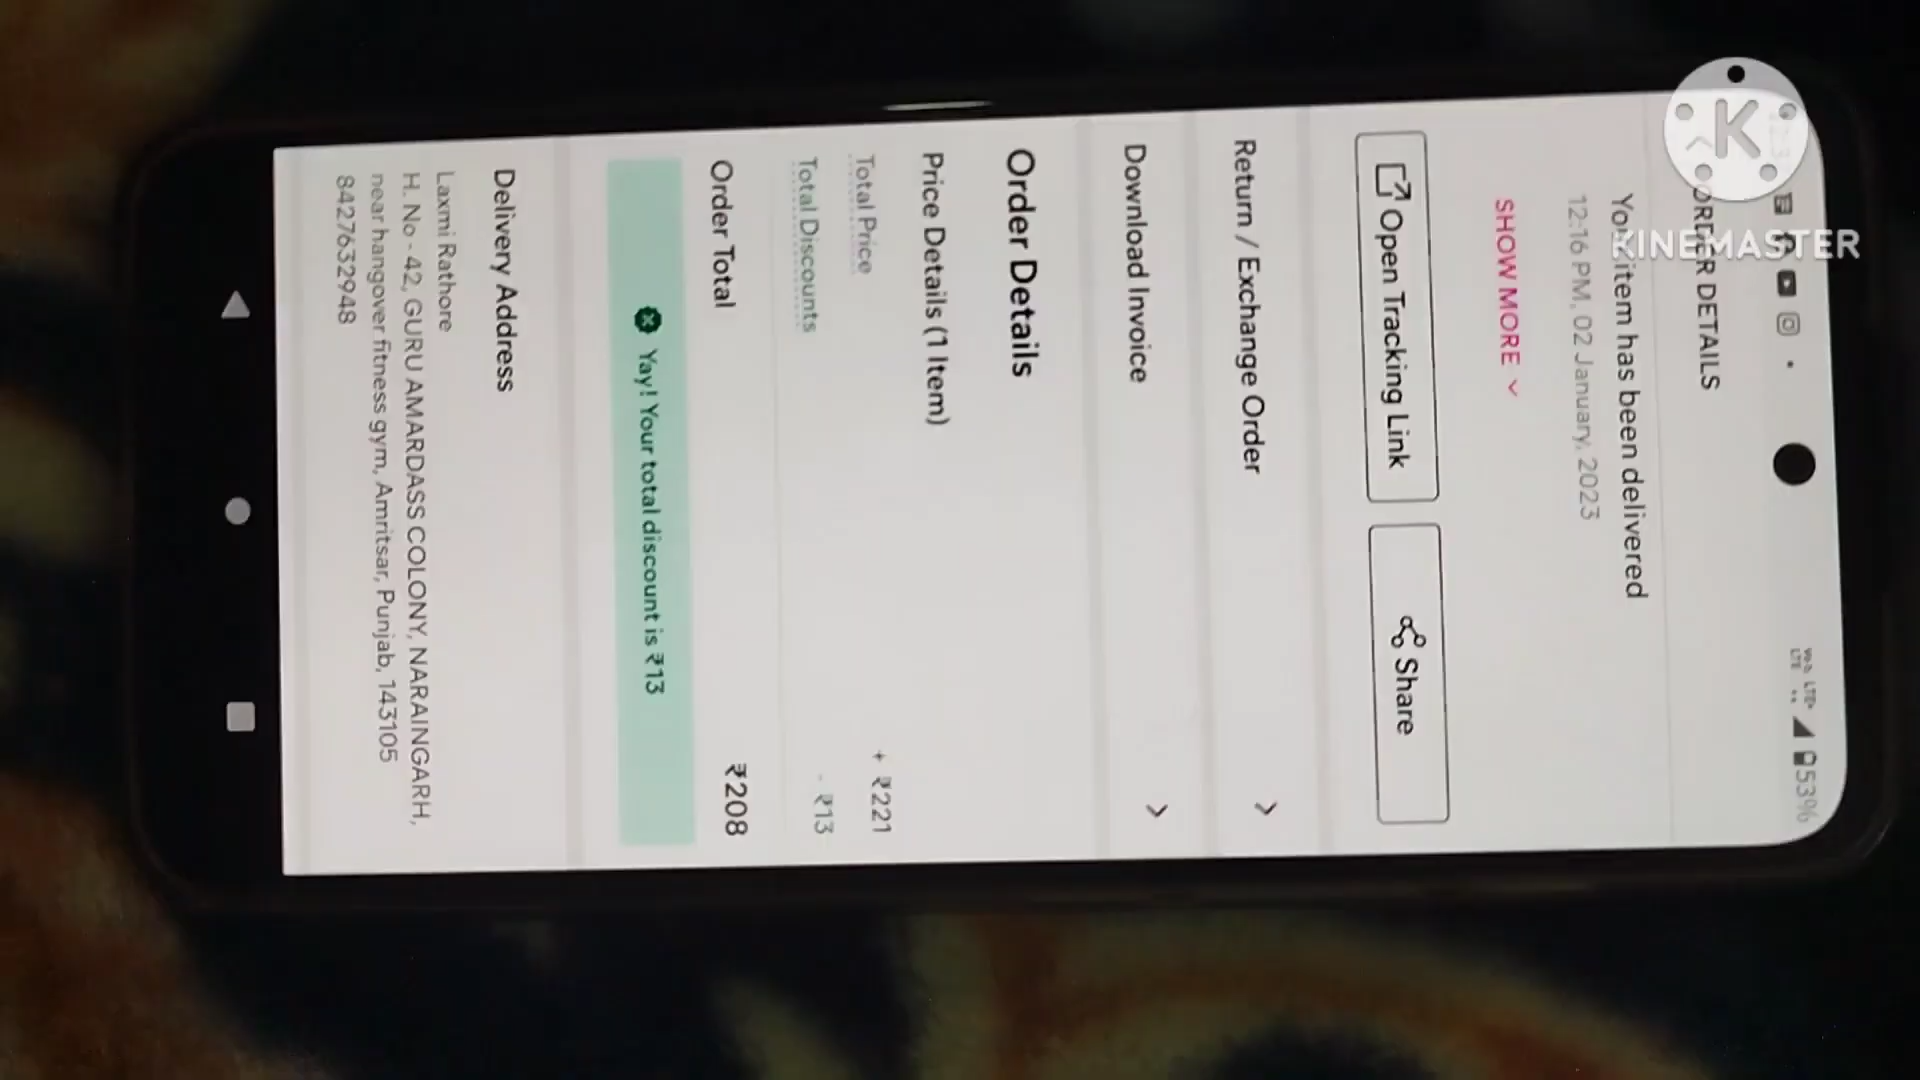 53%
ORDER DETAILS
item has been delivered
12:16 PM, 02 January, 2023
SHOW MORE
Open Tracking Link
Share
Return / Exchange Order
Download Invoice
Order Details
Price Details (1 Item)
Total Price + ₹221
Total Discounts - ₹13
Order Total ₹208
Yay! Your total discount is ₹13
Delivery Address
Laxmi Rathore
H. No - 42, GURU AMARDASS COLONY, NARAINGARH,
near hangover fitness gym, Amritsar, Punjab, 143105
8427632948
K
KINEMASTER